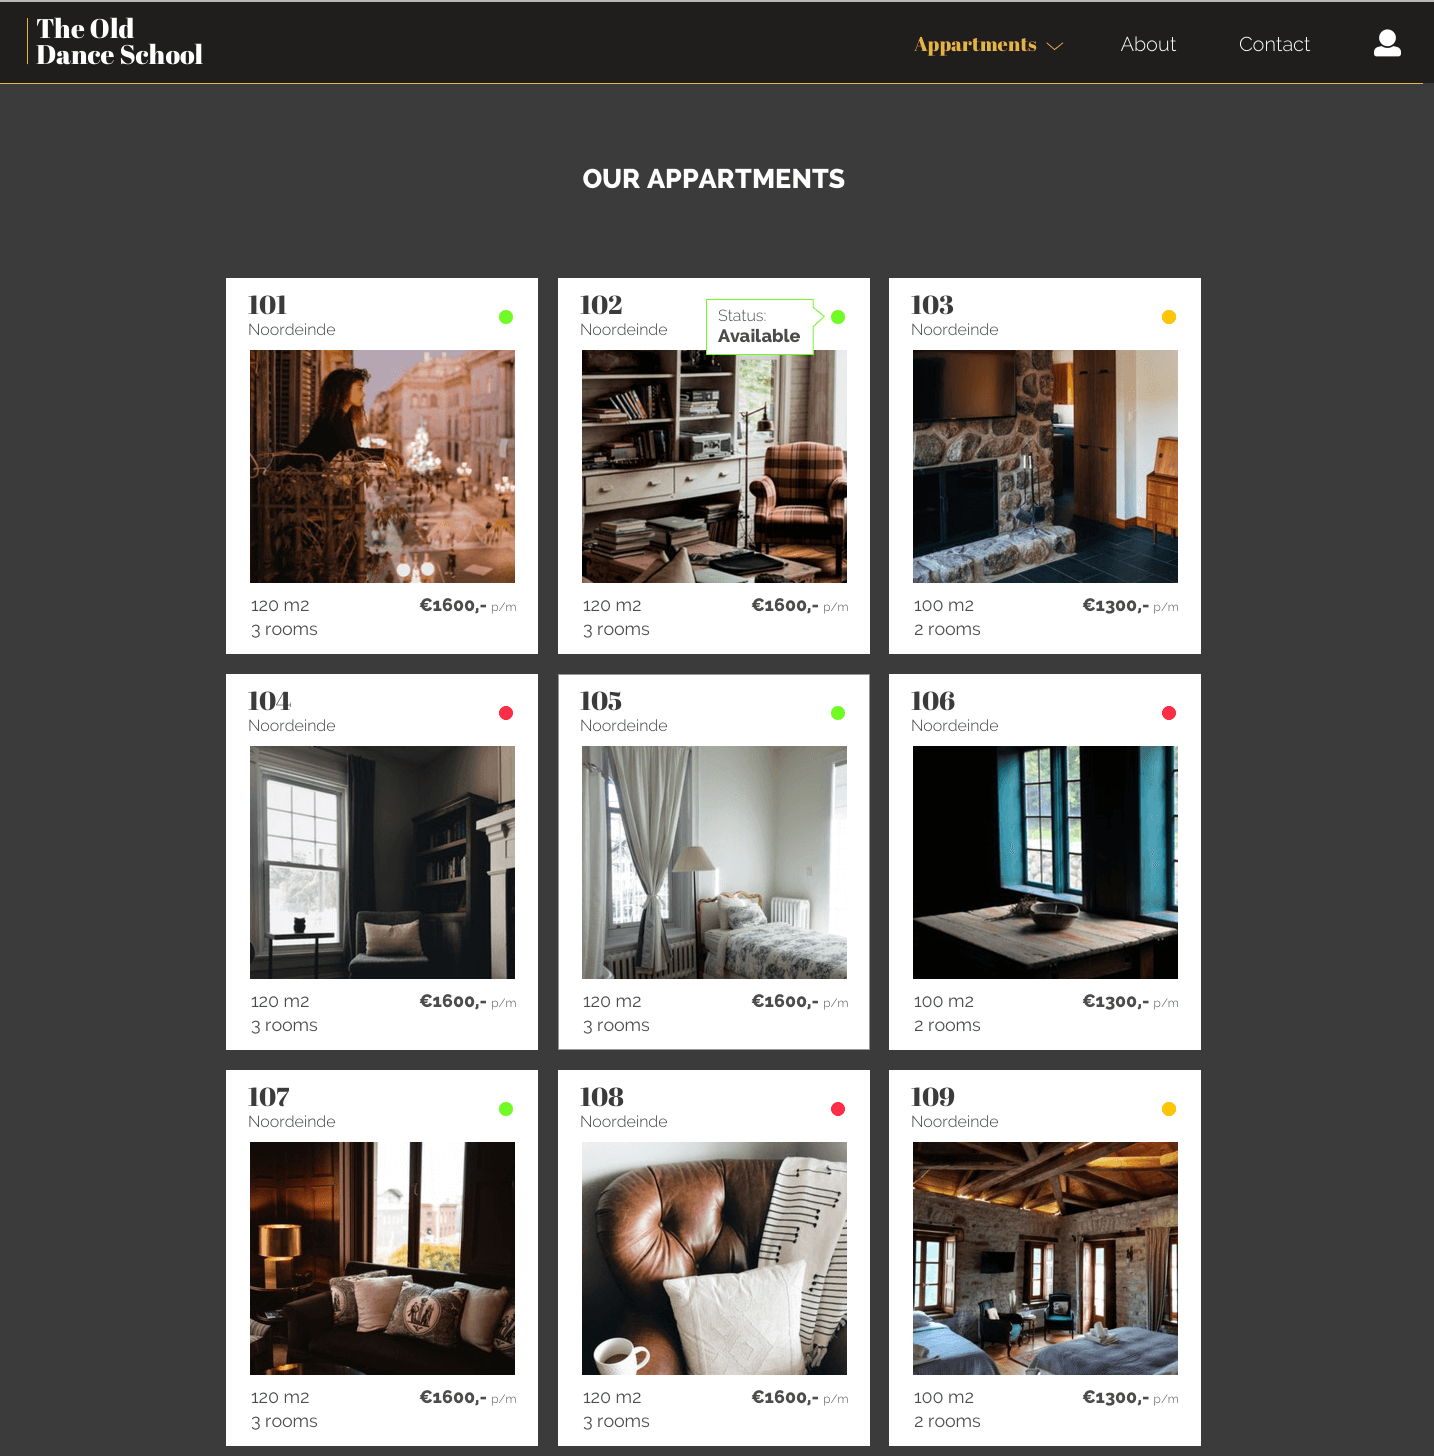 The Old
Dance School
Appartments
About
Contact
OUR APPARTMENTS
101
Noordeinde
120 m2
€1600,- p/m
3 rooms
102
Noordeinde
Status:
Available
120 m2
€1600,- p/m
3 rooms
103
Noordeinde
100 m2
€1300,- p/m
2 rooms
104
Noordeinde
120 m2
€1600,- p/m
3 rooms
105
Noordeinde
120 m2
€1600,- p/m
3 rooms
106
Noordeinde
100 m2
€1300,- p/m
2 rooms
107
Noordeinde
120 m2
€1600,- p/m
3 rooms
108
Noordeinde
120 m2
€1600,- p/m
3 rooms
109
Noordeinde
100 m2
€1300,- p/m
2 rooms